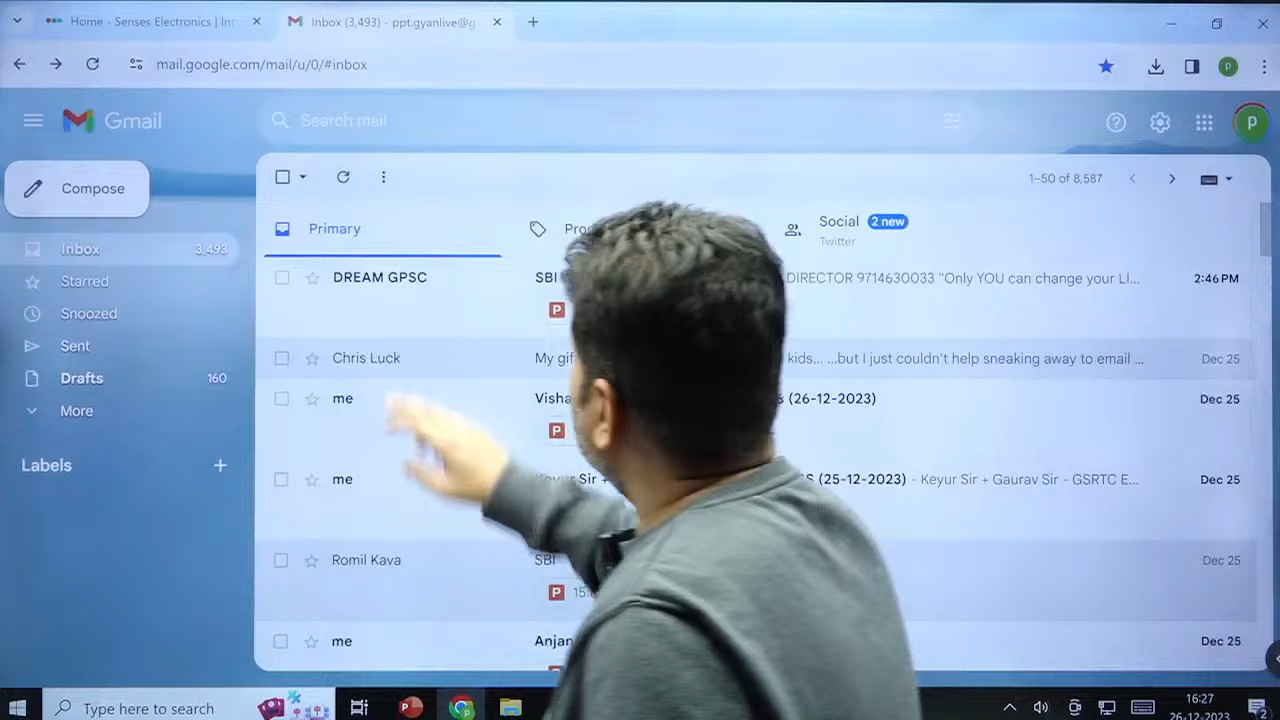 Home - Senses Electronics | Int
Inbox (3,493) - ppt.gyanlive@g
mail.google.com/mail/u/0/#inbox
p
Gmail
Search mail
p
Compose
1–50 of 8,587
Inbox 3,493
Starred
Snoozed
Sent
Drafts 160
More
Labels
Primary
Social 2 new
Twitter
DREAM GPSC SBI DIRECTOR 9714630033 "Only YOU can change your LI... 2:46 PM
P
Chris Luck My gif kids... ...but I just couldn't help sneaking away to email ... Dec 25
me Visha (26-12-2023) Dec 25
P
me Keyur Sir + (25-12-2023) - Keyur Sir + Gaurav Sir - GSRTC E... Dec 25
Romil Kava SBI Dec 25
P
me Anjan Dec 25
Type here to search
16:27
26-12-2023
2